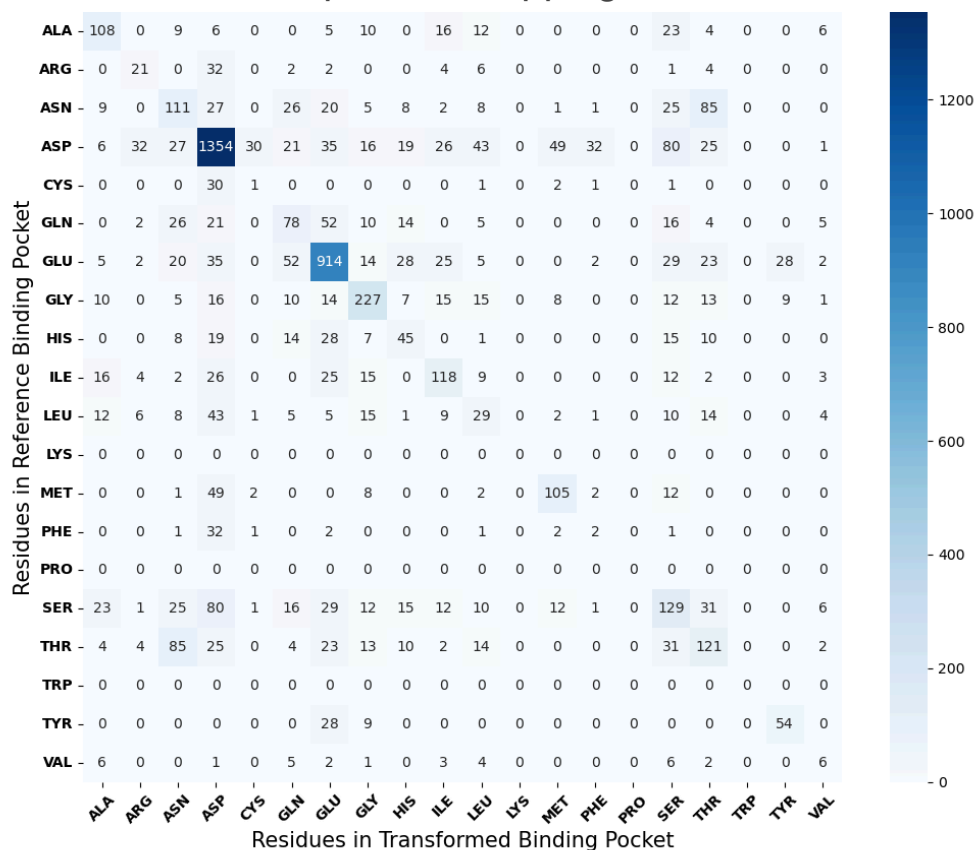 ALA 108 0 9 6 0 0 5 10 0 16 12 0 0 0 0 23 4 0 0 6
ARG 0 21 0 32 0 2 2 0 0 4 6 0 0 0 0 1 4 0 0 0
ASN 9 0 111 27 0 26 20 5 8 2 8 0 1 1 0 25 85 0 0 0
ASP 6 32 27 1354 30 21 35 16 19 26 43 0 49 32 0 80 25 0 0 1
CYS 0 0 0 30 1 0 0 0 0 0 1 0 2 1 0 1 0 0 0 0
GLN 0 2 26 21 0 78 52 10 14 0 5 0 0 0 0 16 4 0 0 5
GLU 5 2 20 35 0 52 914 14 28 25 5 0 0 2 0 29 23 0 28 2
GLY 10 0 5 16 0 10 14 227 7 15 15 0 8 0 0 12 13 0 9 1
HIS 0 0 8 19 0 14 28 7 45 0 1 0 0 0 0 15 10 0 0 0
ILE 16 4 2 26 0 0 25 15 0 118 9 0 0 0 0 12 2 0 0 3
LEU 12 6 8 43 1 5 5 15 1 9 29 0 2 1 0 10 14 0 0 4
LYS 0 0 0 0 0 0 0 0 0 0 0 0 0 0 0 0 0 0 0 0
MET 0 0 1 49 2 0 0 8 0 0 2 0 105 2 0 12 0 0 0 0
PHE 0 0 1 32 1 0 2 0 0 0 1 0 2 2 0 1 0 0 0 0
PRO 0 0 0 0 0 0 0 0 0 0 0 0 0 0 0 0 0 0 0 0
SER 23 1 25 80 1 16 29 12 15 12 10 0 12 1 0 129 31 0 0 6
THR 4 4 85 25 0 4 23 13 10 2 14 0 0 0 0 31 121 0 0 2
TRP 0 0 0 0 0 0 0 0 0 0 0 0 0 0 0 0 0 0 0 0
TYR 0 0 0 0 0 0 28 9 0 0 0 0 0 0 0 0 0 0 54 0
VAL 6 0 0 1 0 5 2 1 0 3 4 0 0 0 0 6 2 0 0 6
ALA ARG ASN ASP CYS GLN GLU GLY HIS ILE LEU LYS MET PHE PRO SER THR TRP TYR VAL
Residues in Transformed Binding Pocket
Residues in Reference Binding Pocket
1200
1000
800
600
400
200
0